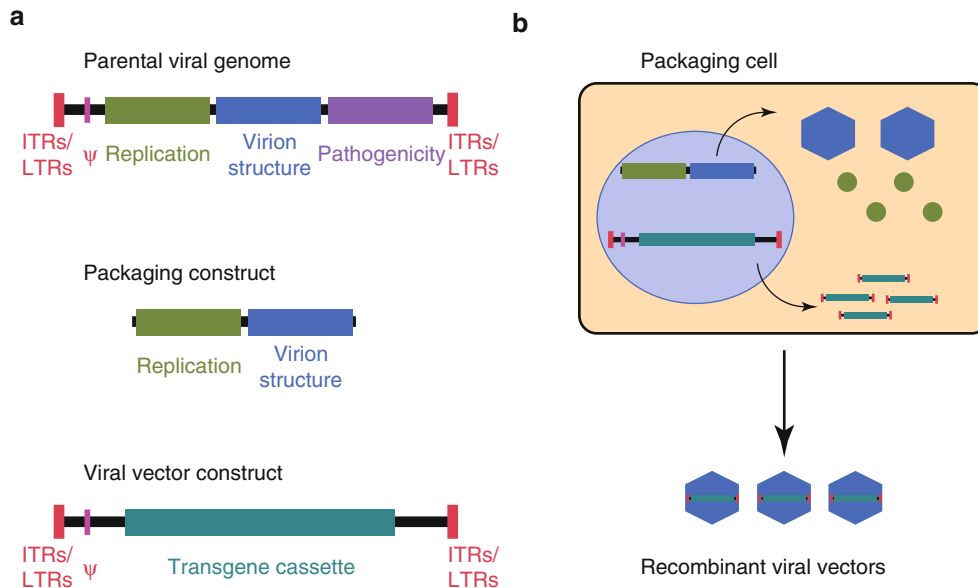 a
Parental viral genome
ITRs/
LTRs
ψ
Replication
Virion
structure
Pathogenicity
ITRs/
LTRs
Packaging construct
Replication
Virion
structure
Viral vector construct
ITRs/
LTRs
ψ
Transgene cassette
ITRs/
LTRs
b
Packaging cell
Recombinant viral vectors